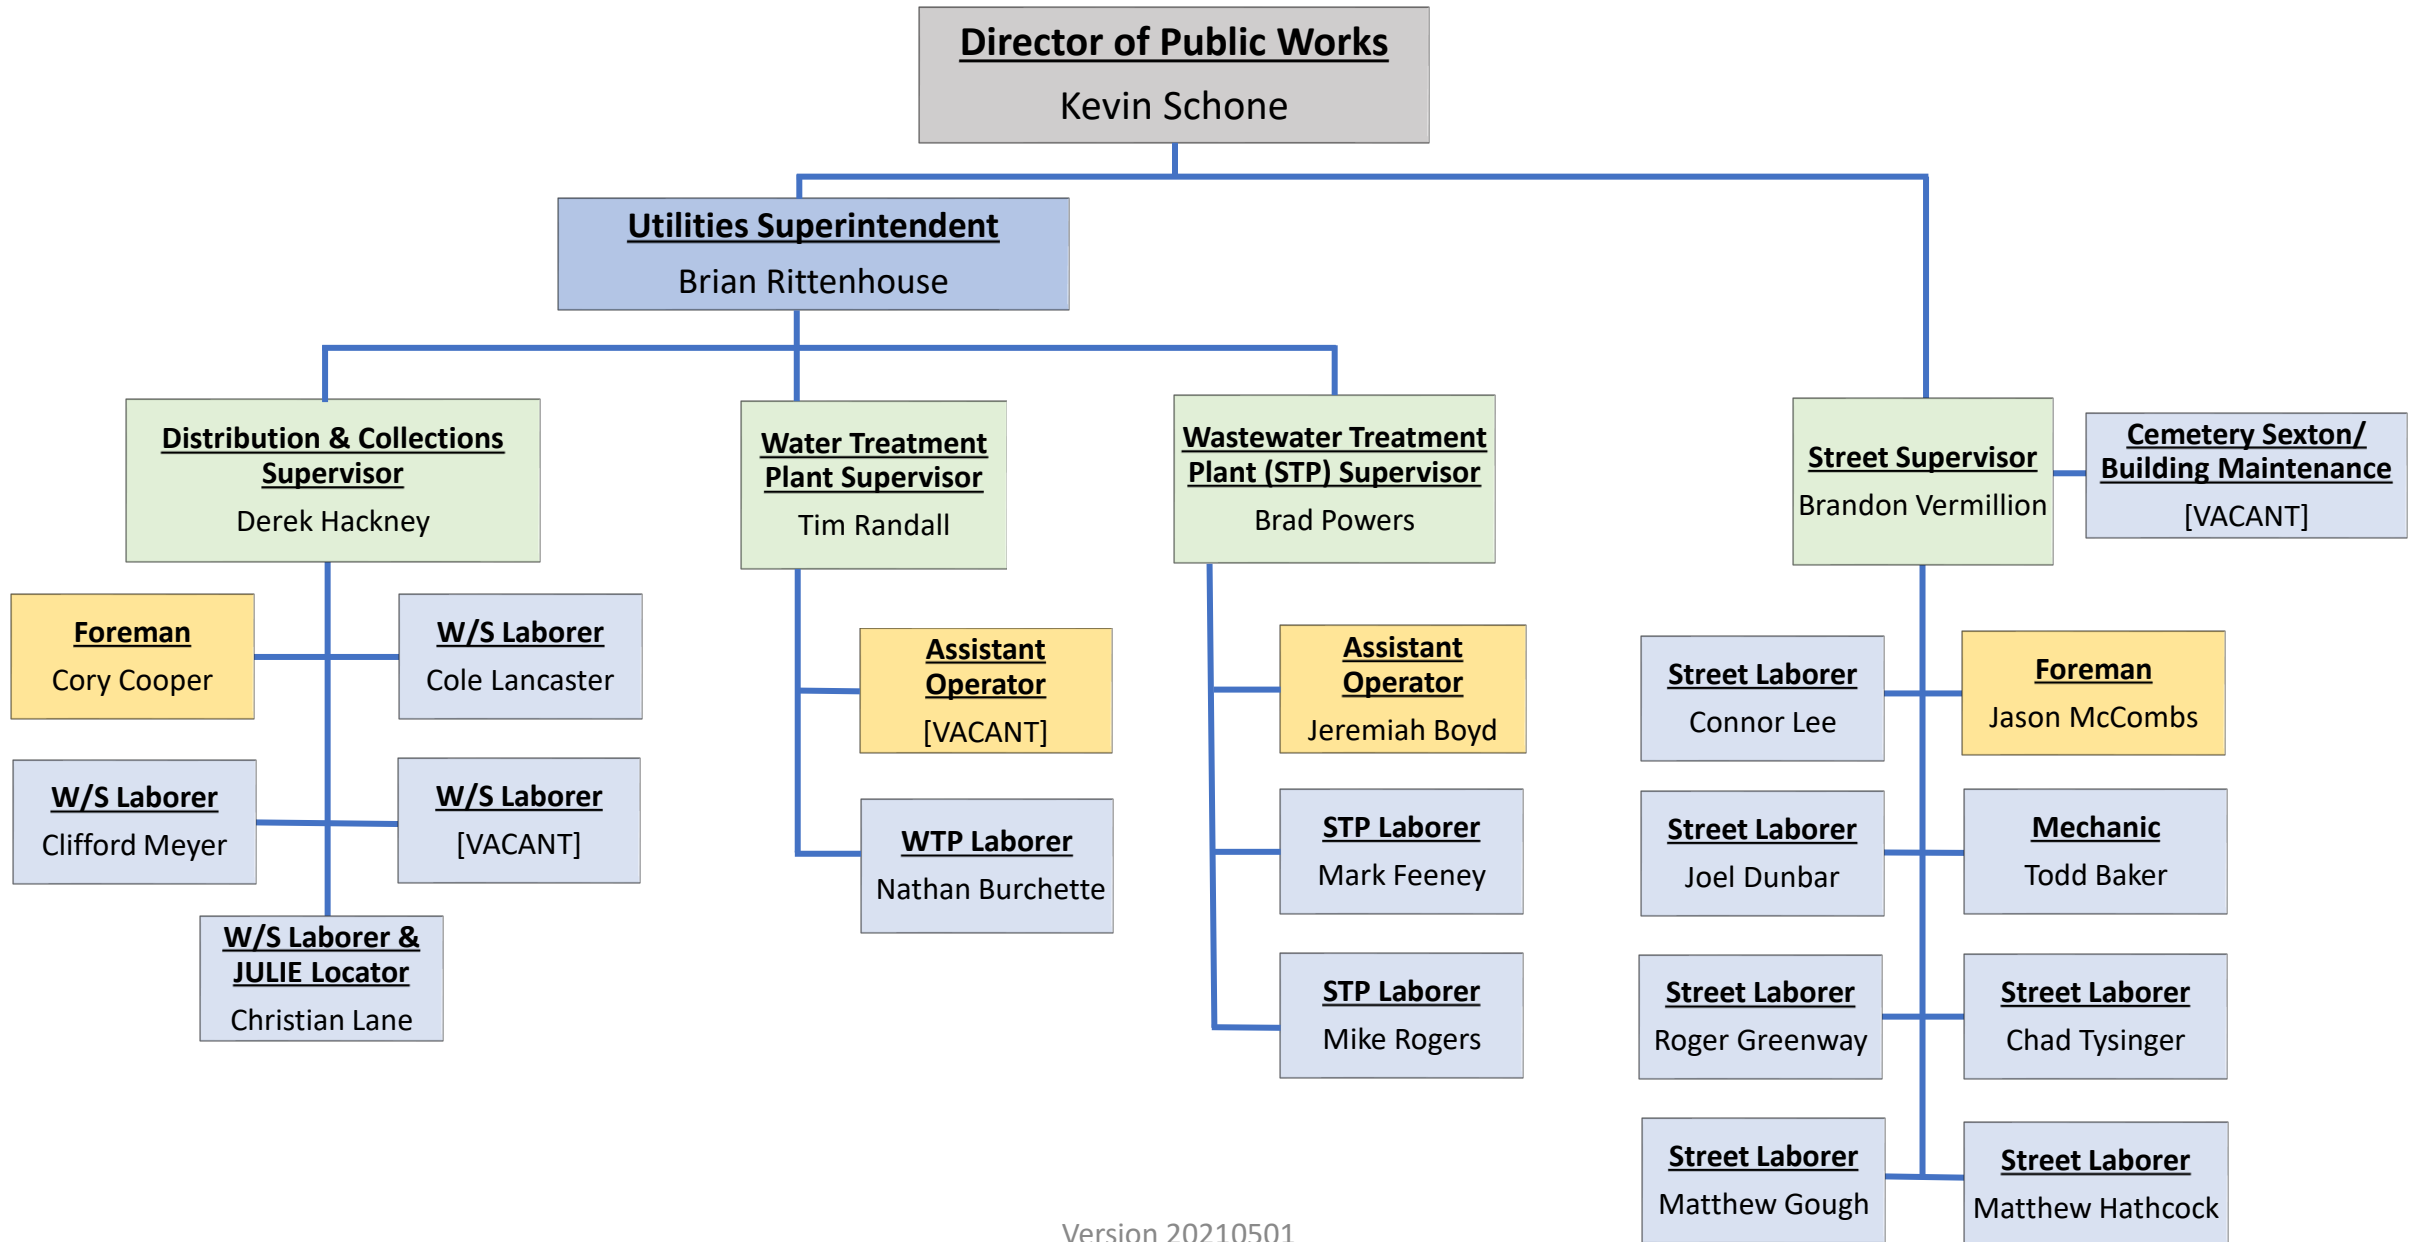 Director of Public Works
Kevin Schone
Utilities Superintendent
Brian Rittenhouse
Distribution & Collections
Supervisor
Derek Hackney
Water Treatment
Plant Supervisor
Tim Randall
Wastewater Treatment
Plant (STP) Supervisor
Brad Powers
Street Supervisor
Brandon Vermillion
Cemetery Sexton/
Building Maintenance
[VACANT]
Foreman
Cory Cooper
W/S Laborer
Cole Lancaster
W/S Laborer
Clifford Meyer
W/S Laborer
[VACANT]
W/S Laborer &
JULIE Locator
Christian Lane
Assistant
Operator
[VACANT]
WTP Laborer
Nathan Burchette
Assistant
Operator
Jeremiah Boyd
STP Laborer
Mark Feeney
STP Laborer
Mike Rogers
Street Laborer
Connor Lee
Foreman
Jason McCombs
Street Laborer
Joel Dunbar
Mechanic
Todd Baker
Street Laborer
Roger Greenway
Street Laborer
Chad Tysinger
Street Laborer
Matthew Gough
Street Laborer
Matthew Hathcock
Version 20210501